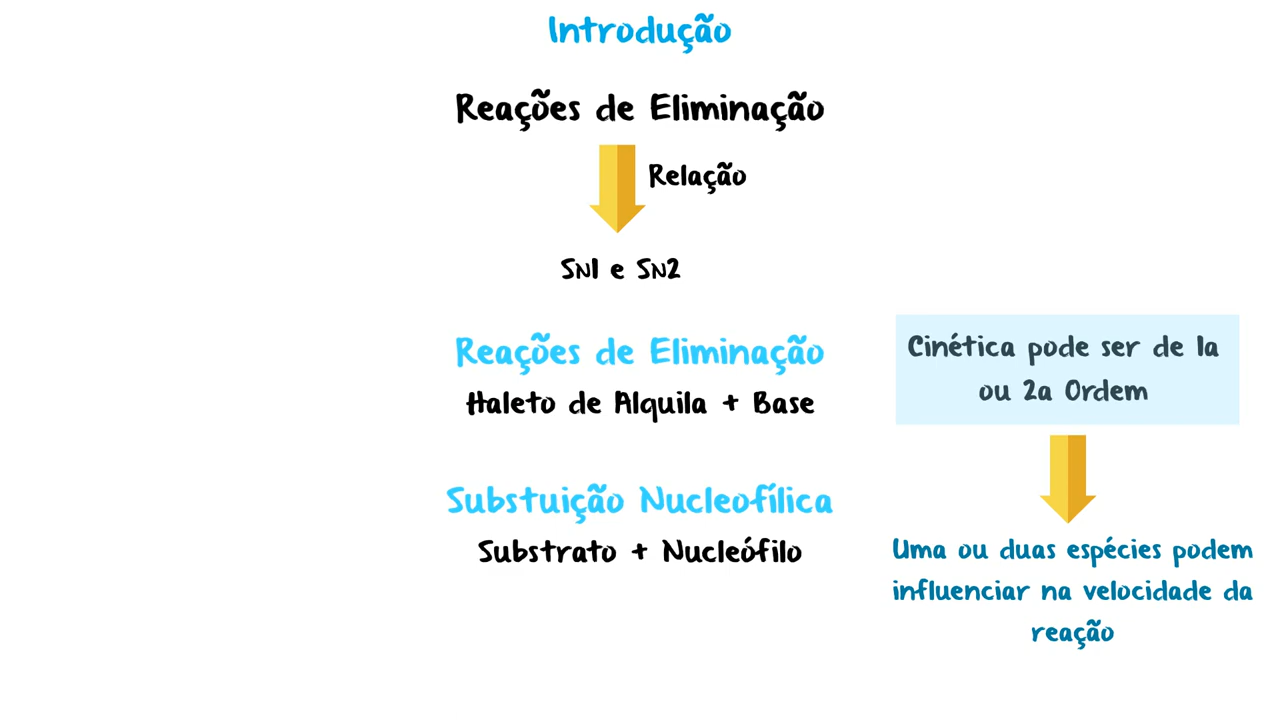 Introdução
Reações de Eliminação
Relação
SN1 e SN2
Reações de Eliminação
Haleto de Alquila + Base
Substuição Nucleofílica
Substrato + Nucleófilo
Cinética pode ser de 1a
ou 2a Ordem
Uma ou duas espécies podem
influenciar na velocidade da
reação